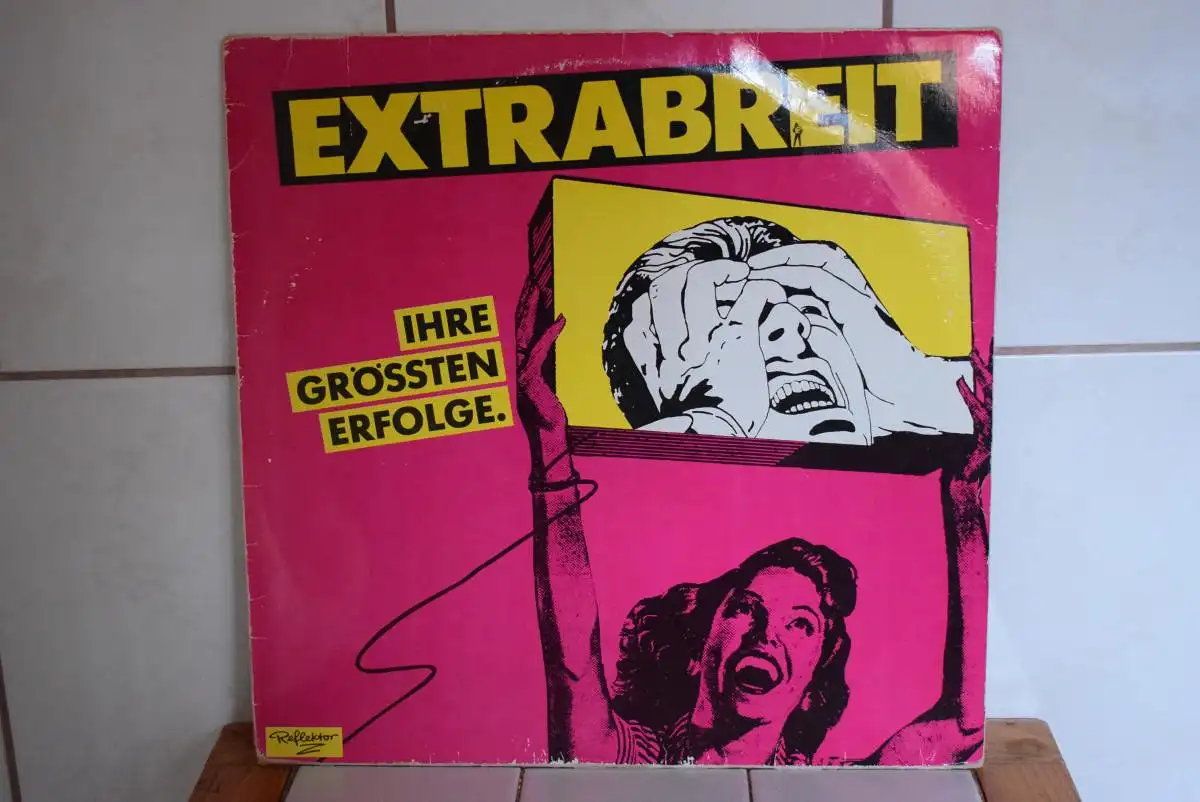 EXTRABREIT
IHRE
GRÖSSTEN
ERFOLGE.
Reflektor Z